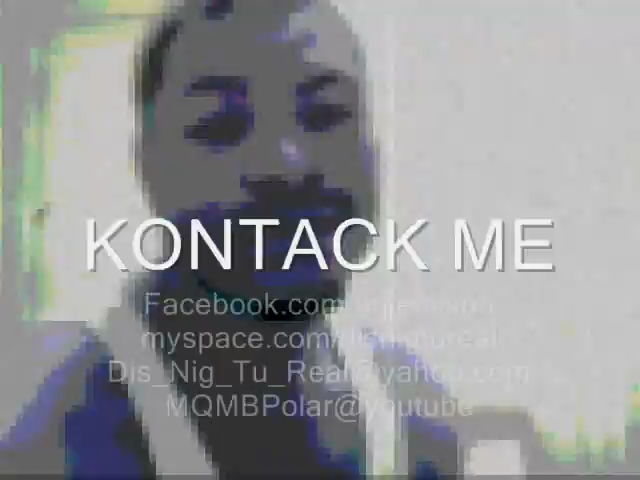 KONTACK ME
Facebook.com
myspace.com/
Dis_Nig_Tu_Real@yahoo.com
MQMBPolar@youtube